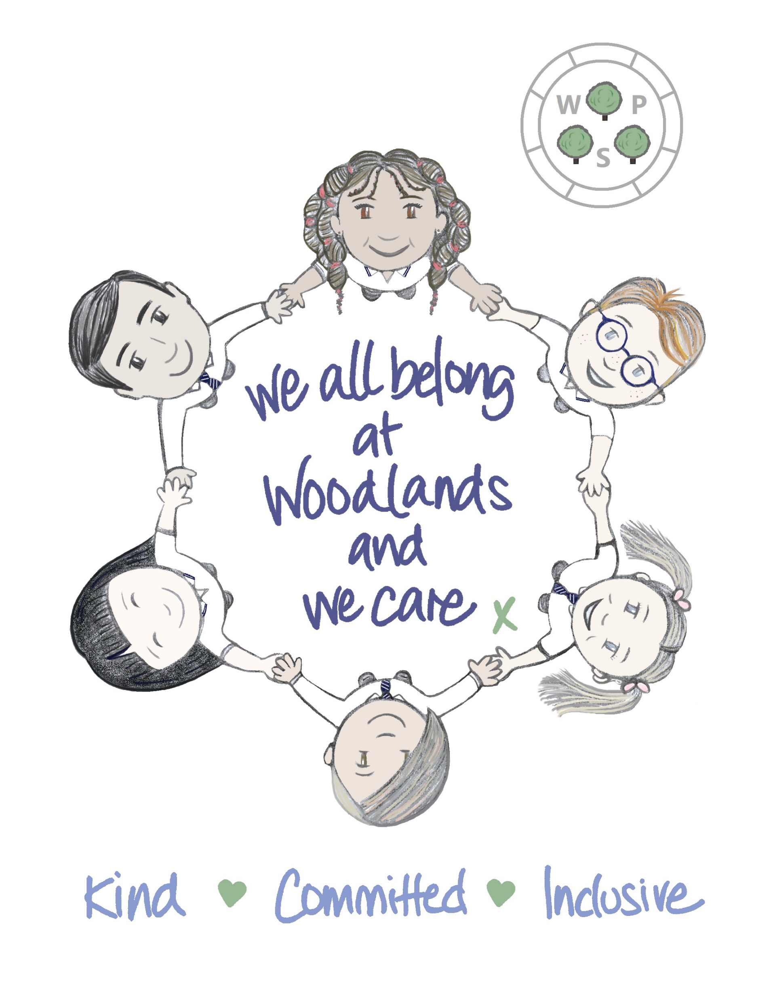 W P
S
we all belong
at
Woodlands
and
we care x
Kind ♥ Committed ♥ Inclusive